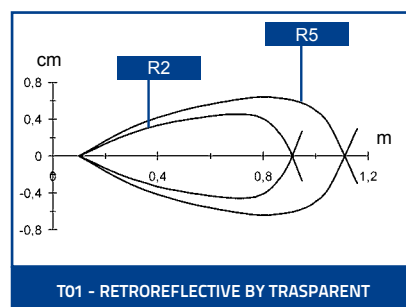 cm
R5
R2
0,8
0,4
m
0
0
0,4
0,8
1,2
-0,4
-0,8
T01 - RETROREFLECTIVE BY TRASPARENT